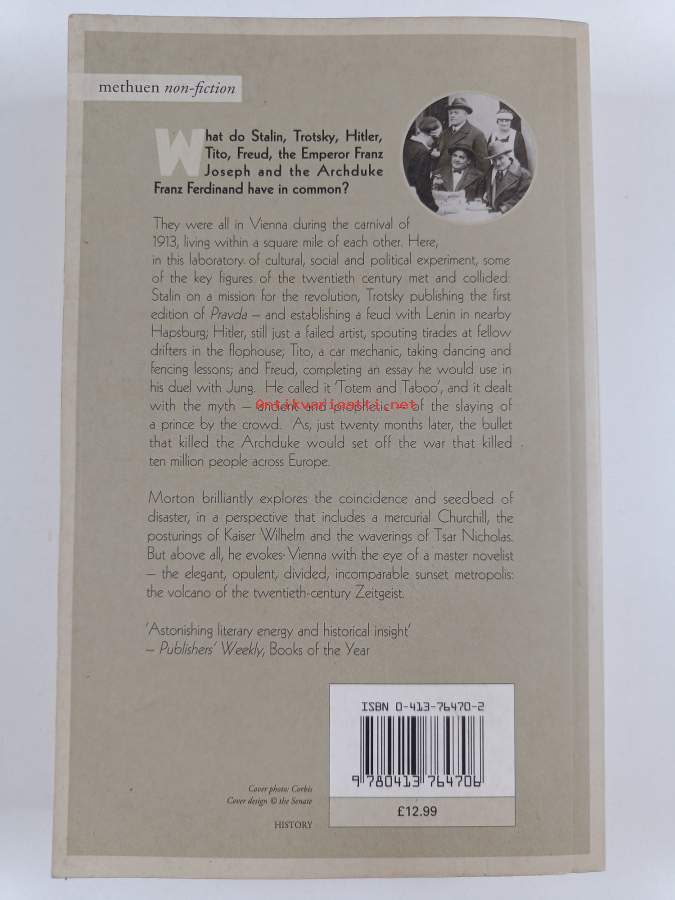 methuen non-fiction
What do Stalin, Trotsky, Hitler,
Tito, Freud, the Emperor Franz
Joseph and the Archduke
Franz Ferdinand have in common?
They were all in Vienna during the carnival of
1913, living within a square mile of each other. Here,
in this laboratory of cultural, social and political experiment, some
of the key figures of the twentieth century met and collided:
Stalin on a mission for the revolution, Trotsky publishing the first
edition of Pravda – and establishing a feud with Lenin in nearby
Hapsburg; Hitler, still just a failed artist, spouting tirades at fellow
drifters in the flophouse; Tito, a car mechanic, taking dancing and
fencing lessons; and Freud, completing an essay he would use in
his duel with Jung. He called it 'Totem and Taboo', and it dealt
with the myth – ancient and prophetic – of the slaying of
Antikvariaatti.net
a prince by the crowd. As, just twenty months later, the bullet
that killed the Archduke would set off the war that killed
ten million people across Europe.
Morton brilliantly explores the coincidence and seedbed of
disaster, in a perspective that includes a mercurial Churchill, the
posturings of Kaiser Wilhelm and the waverings of Tsar Nicholas.
But above all, he evokes Vienna with the eye of a master novelist
– the elegant, opulent, divided, incomparable sunset metropolis:
the volcano of the twentieth-century Zeitgeist.
'Astonishing literary energy and historical insight'
– Publishers' Weekly, Books of the Year
ISBN 0-413-76470-2
9 780413 764706
£12.99
Cover photo: Corbis
Cover design © the Senate
HISTORY